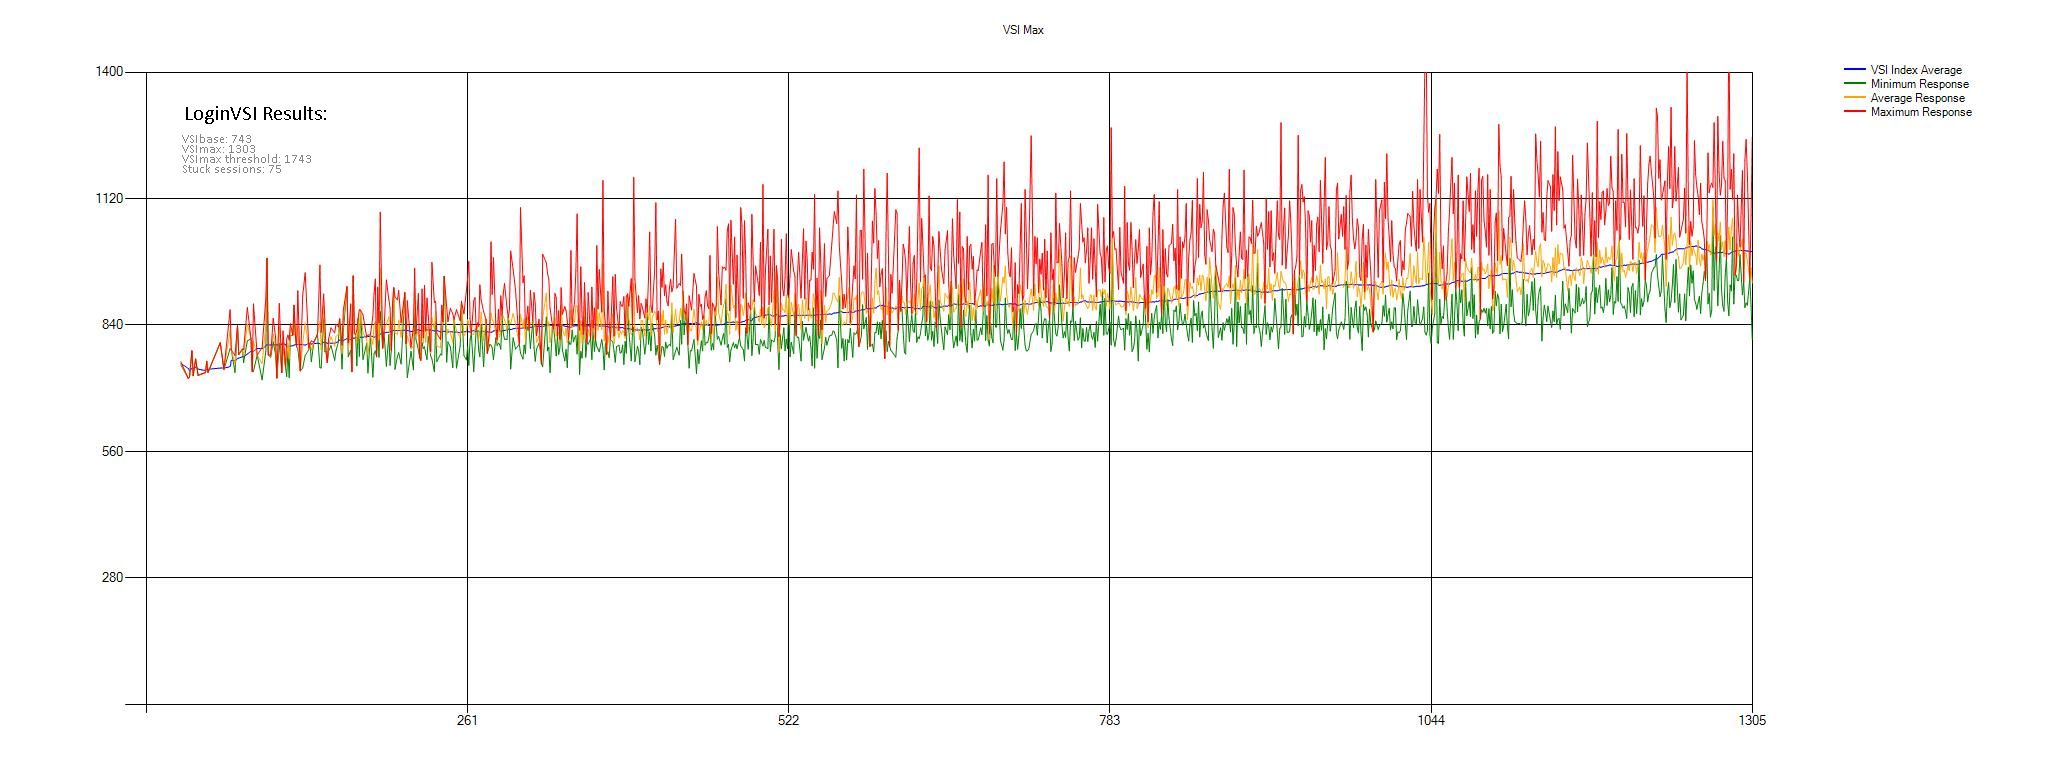 VSI Max
1400
1120
840
560
280
261
522
783
1044
1305
LoginVSI Results:
VSIbase: 743
VSImax: 1303
VSImax threshold: 1743
Stuck sessions: 75
VSI Index Average
Minimum Response
Average Response
Maximum Response